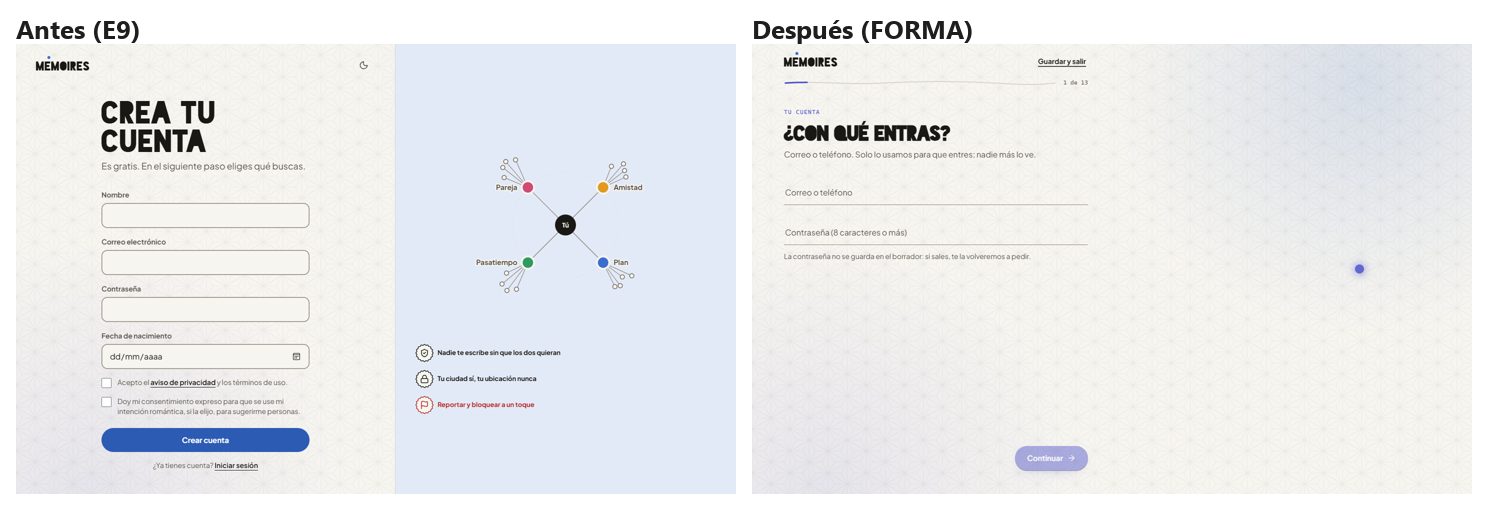 Antes (E9)
MÉMOIRES
CREA TU
CUENTA
Es gratis. En el siguiente paso eliges qué buscas.
Nombre
Correo electrónico
Contraseña
Fecha de nacimiento
dd/mm/aaaa
Acepto el aviso de privacidad y los términos de uso.
Doy mi consentimiento expreso para que se use mi
intención romántica, si la elijo, para sugerirme personas.
Crear cuenta
¿Ya tienes cuenta? Iniciar sesión
Pareja
Amistad
Tú
Pasatiempo
Plan
Nadie te escribe sin que los dos quieran
Tu ciudad sí, tu ubicación nunca
Reportar y bloquear a un toque
Después (FORMA)
MÉMOIRES
Guardar y salir
1 de 13
TU CUENTA
¿CON QUÉ ENTRAS?
Correo o teléfono. Solo lo usamos para que entres: nadie más lo ve.
Correo o teléfono
Contraseña (8 caracteres o más)
La contraseña no se guarda en el borrador: si sales, te la volveremos a pedir.
Continuar →